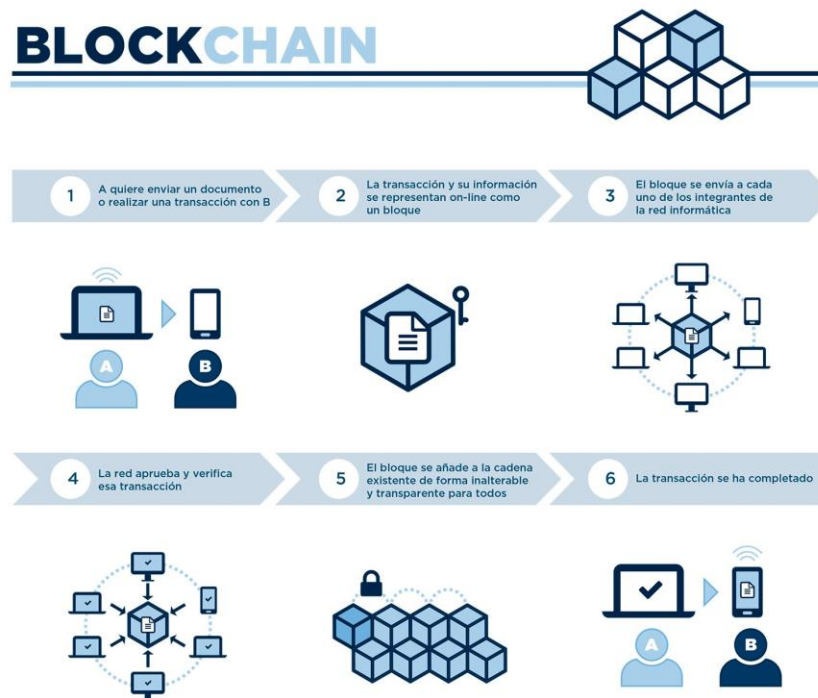 BLOCKCHAIN
1
A quiere enviar un documento
o realizar una transacción con B
2
La transacción y su información
se representan on-line como
un bloque
3
El bloque se envía a cada
uno de los integrantes de
la red informática
A
B
4
La red aprueba y verifica
esa transacción
5
El bloque se añade a la cadena
existente de forma inalterable
y transparente para todos
6
La transacción se ha completado
A
B